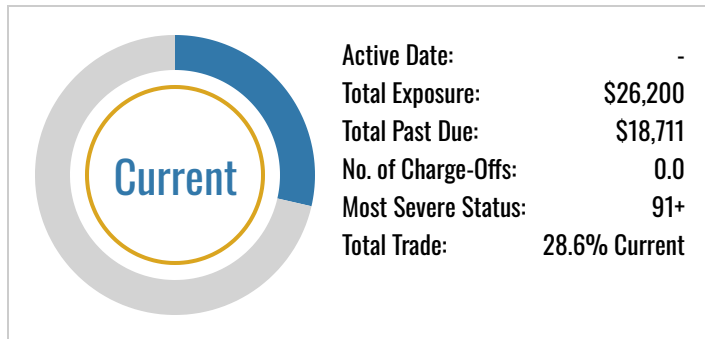 Current
Active Date: -
Total Exposure: $26,200
Total Past Due: $18,711
No. of Charge-Offs: 0.0
Most Severe Status: 91+
Total Trade: 28.6% Current